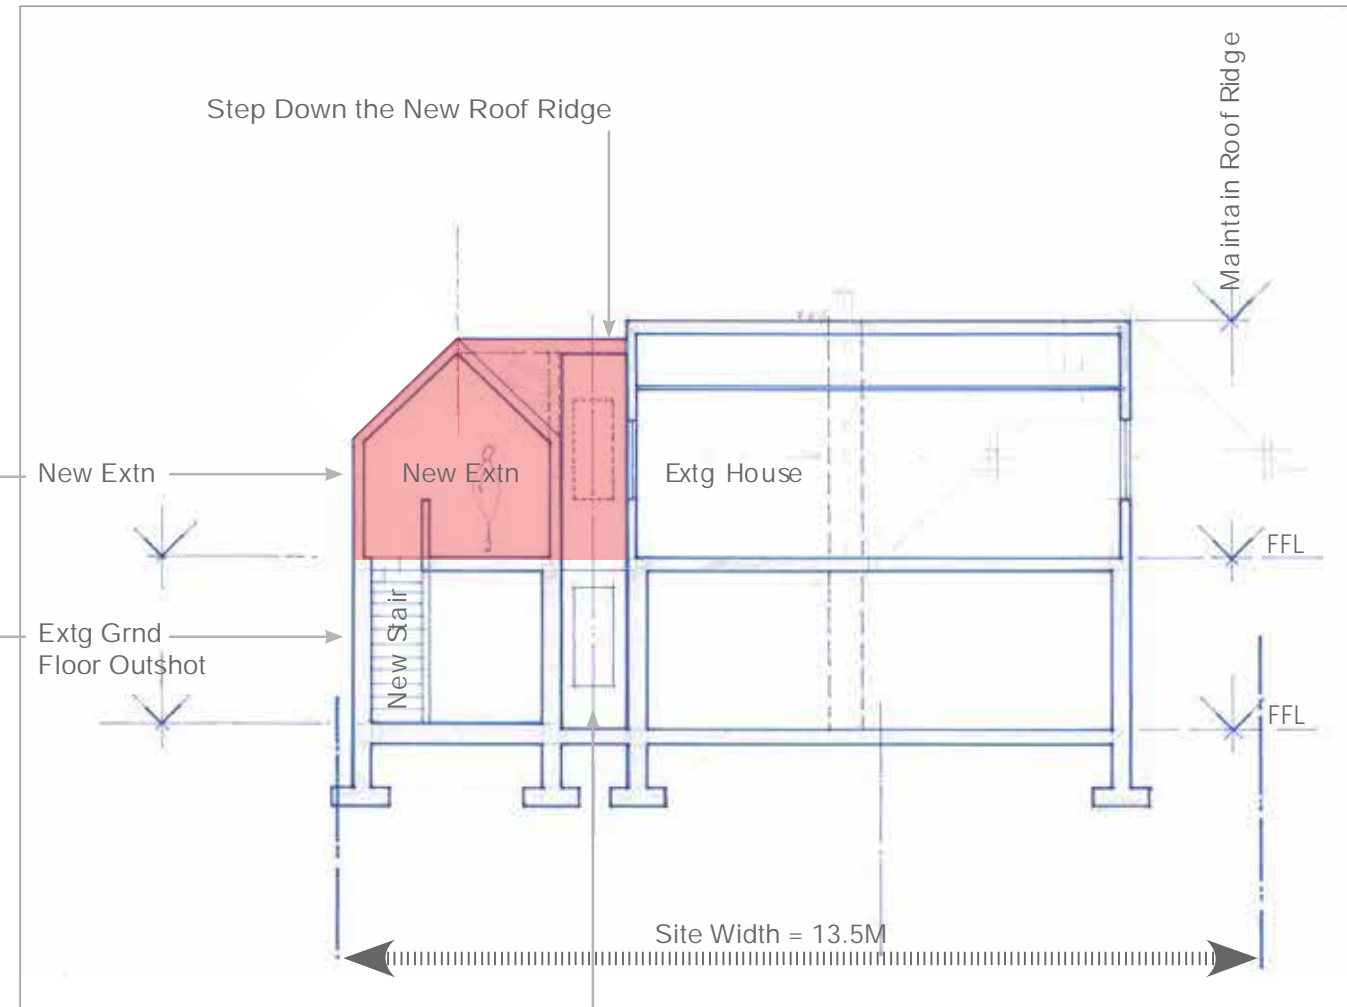 Step Down the New Roof Ridge
Maintain Roof Ridge
New Extn
New Extn
Extg House
FFL
Extg Grnd
Floor Outshot
New Stair
FFL
Site Width = 13.5M